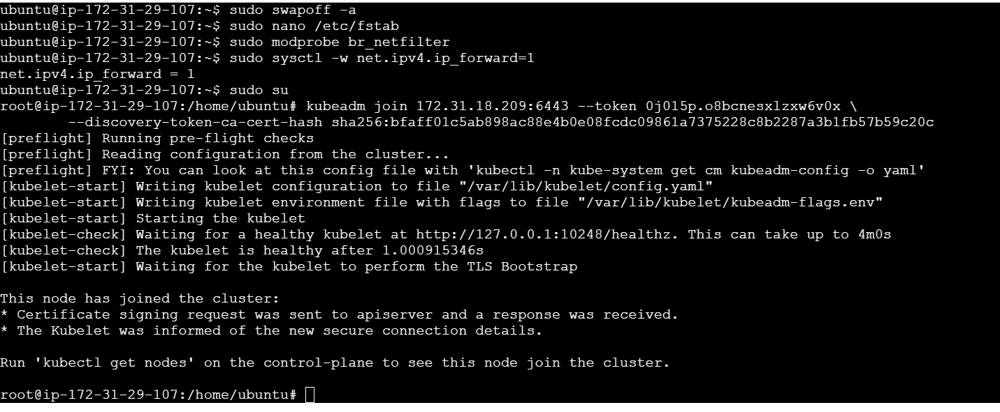 ubuntu@ip-172-31-29-107:~$ sudo swapoff -a
ubuntu@ip-172-31-29-107:~$ sudo nano /etc/fstab
ubuntu@ip-172-31-29-107:~$ sudo modprobe br_netfilter
ubuntu@ip-172-31-29-107:~$ sudo sysctl -w net.ipv4.ip_forward=1
net.ipv4.ip_forward = 1
ubuntu@ip-172-31-29-107:~$ sudo su
root@ip-172-31-29-107:/home/ubuntu# kubeadm join 172.31.18.209:6443 --token 0j015p.o8bcnesxlzxw6v0x \
        --discovery-token-ca-cert-hash sha256:bfaff01c5ab898ac88e4b0e08fcdc09861a7375228c8b2287a3b1fb57b59c20c
[preflight] Running pre-flight checks
[preflight] Reading configuration from the cluster...
[preflight] FYI: You can look at this config file with 'kubectl -n kube-system get cm kubeadm-config -o yaml'
[kubelet-start] Writing kubelet configuration to file "/var/lib/kubelet/config.yaml"
[kubelet-start] Writing kubelet environment file with flags to file "/var/lib/kubelet/kubeadm-flags.env"
[kubelet-start] Starting the kubelet
[kubelet-check] Waiting for a healthy kubelet at http://127.0.0.1:10248/healthz. This can take up to 4m0s
[kubelet-check] The kubelet is healthy after 1.000915346s
[kubelet-start] Waiting for the kubelet to perform the TLS Bootstrap

This node has joined the cluster:
* Certificate signing request was sent to apiserver and a response was received.
* The Kubelet was informed of the new secure connection details.

Run 'kubectl get nodes' on the control-plane to see this node join the cluster.

root@ip-172-31-29-107:/home/ubuntu#